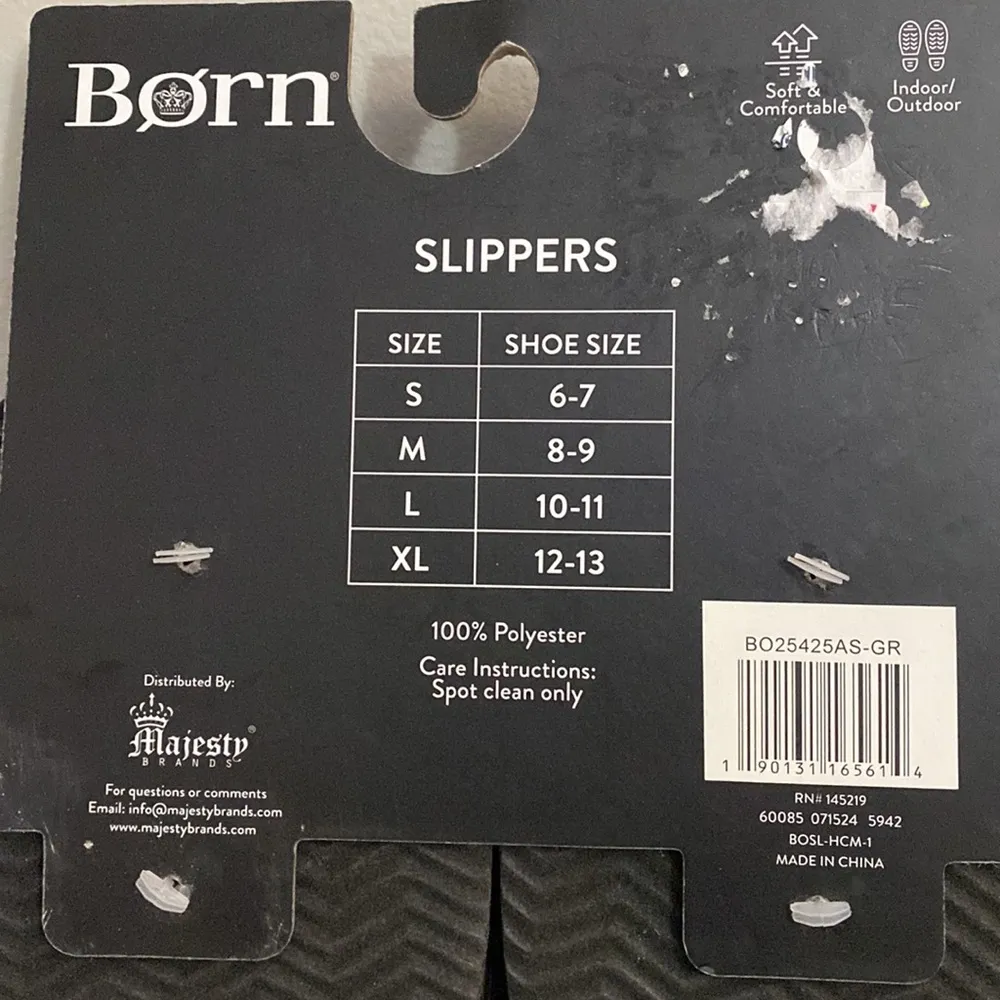 Børn®
Soft &
Comfortable
Indoor/
Outdoor
SLIPPERS
SIZE SHOE SIZE
S 6-7
M 8-9
L 10-11
XL 12-13
100% Polyester
Care Instructions:
Spot clean only
Distributed By:
Majesty®
BRANDS
For questions or comments
Email: info@majestybrands.com
www.majestybrands.com
BO25425AS-GR
1 90131 16561 4
RN# 145219
60085 071524 5942
BOSL-HCM-1
MADE IN CHINA